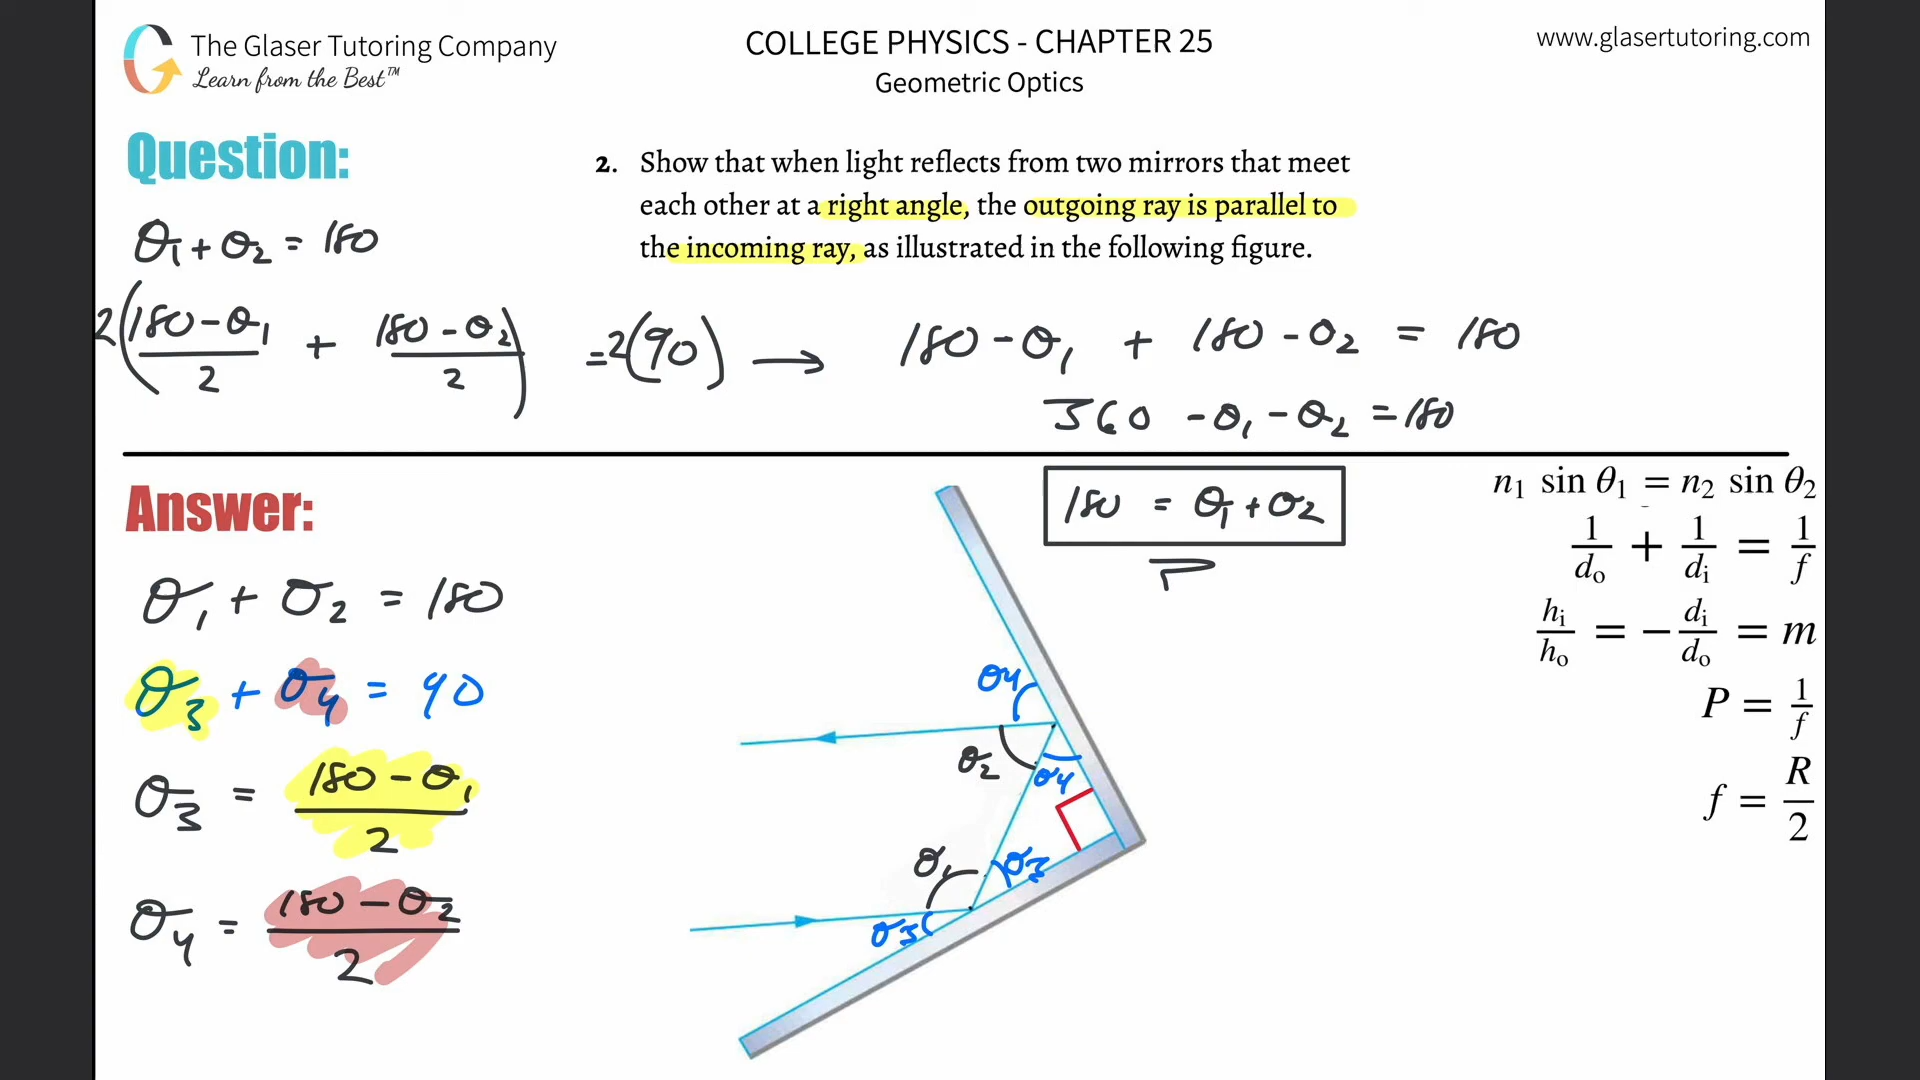 The Glaser Tutoring Company
Learn from the Best™
COLLEGE PHYSICS - CHAPTER 25
Geometric Optics
www.glasertutoring.com
Question:
2. Show that when light reflects from two mirrors that meet
each other at a right angle, the outgoing ray is parallel to
the incoming ray, as illustrated in the following figure.
θ₁ + θ₂ = 180
2((180 - θ₁)/2 + (180 - θ₂)/2) = 2(90) → 180 - θ₁ + 180 - θ₂ = 180
360 - θ₁ - θ₂ = 180
180 = θ₁ + θ₂
Answer:
θ₁ + θ₂ = 180
θ₃ + θ₄ = 90
θ₃ = (180 - θ₁)/2
θ₄ = (180 - θ₂)/2
θ₄
θ₂
θ₄
θ₁
θ₃
θ₃
n₁ sin θ₁ = n₂ sin θ₂
1/dₒ + 1/dᵢ = 1/f
hᵢ/hₒ = − dᵢ/dₒ = m
P = 1/f
f = R/2